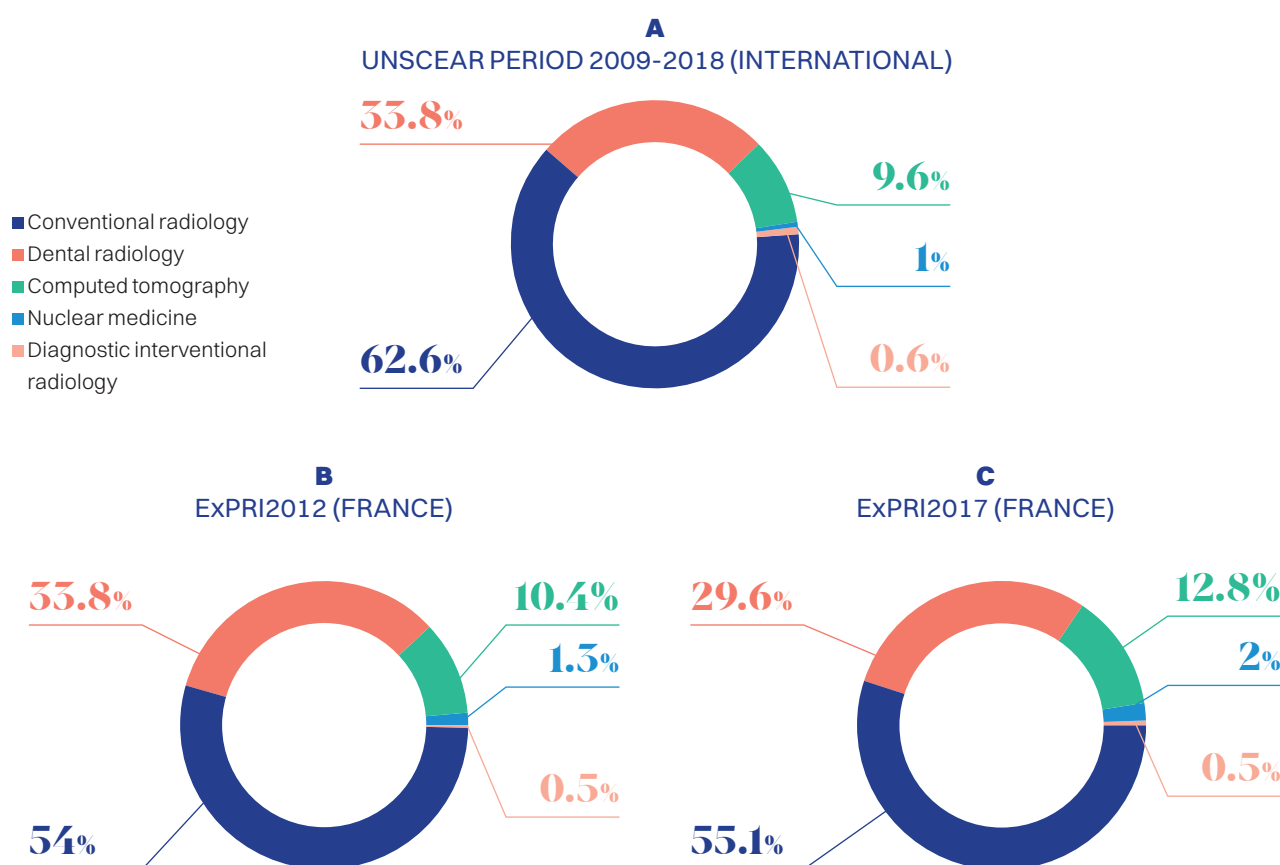 A
UNSCEAR PERIOD 2009-2018 (INTERNATIONAL)
33.8%
9.6%
1%
0.6%
62.6%
Conventional radiology
Dental radiology
Computed tomography
Nuclear medicine
Diagnostic interventional
radiology
B
ExPRI2012 (FRANCE)
33.8%
10.4%
1.3%
0.5%
54%
C
ExPRI2017 (FRANCE)
29.6%
12.8%
2%
0.5%
55.1%